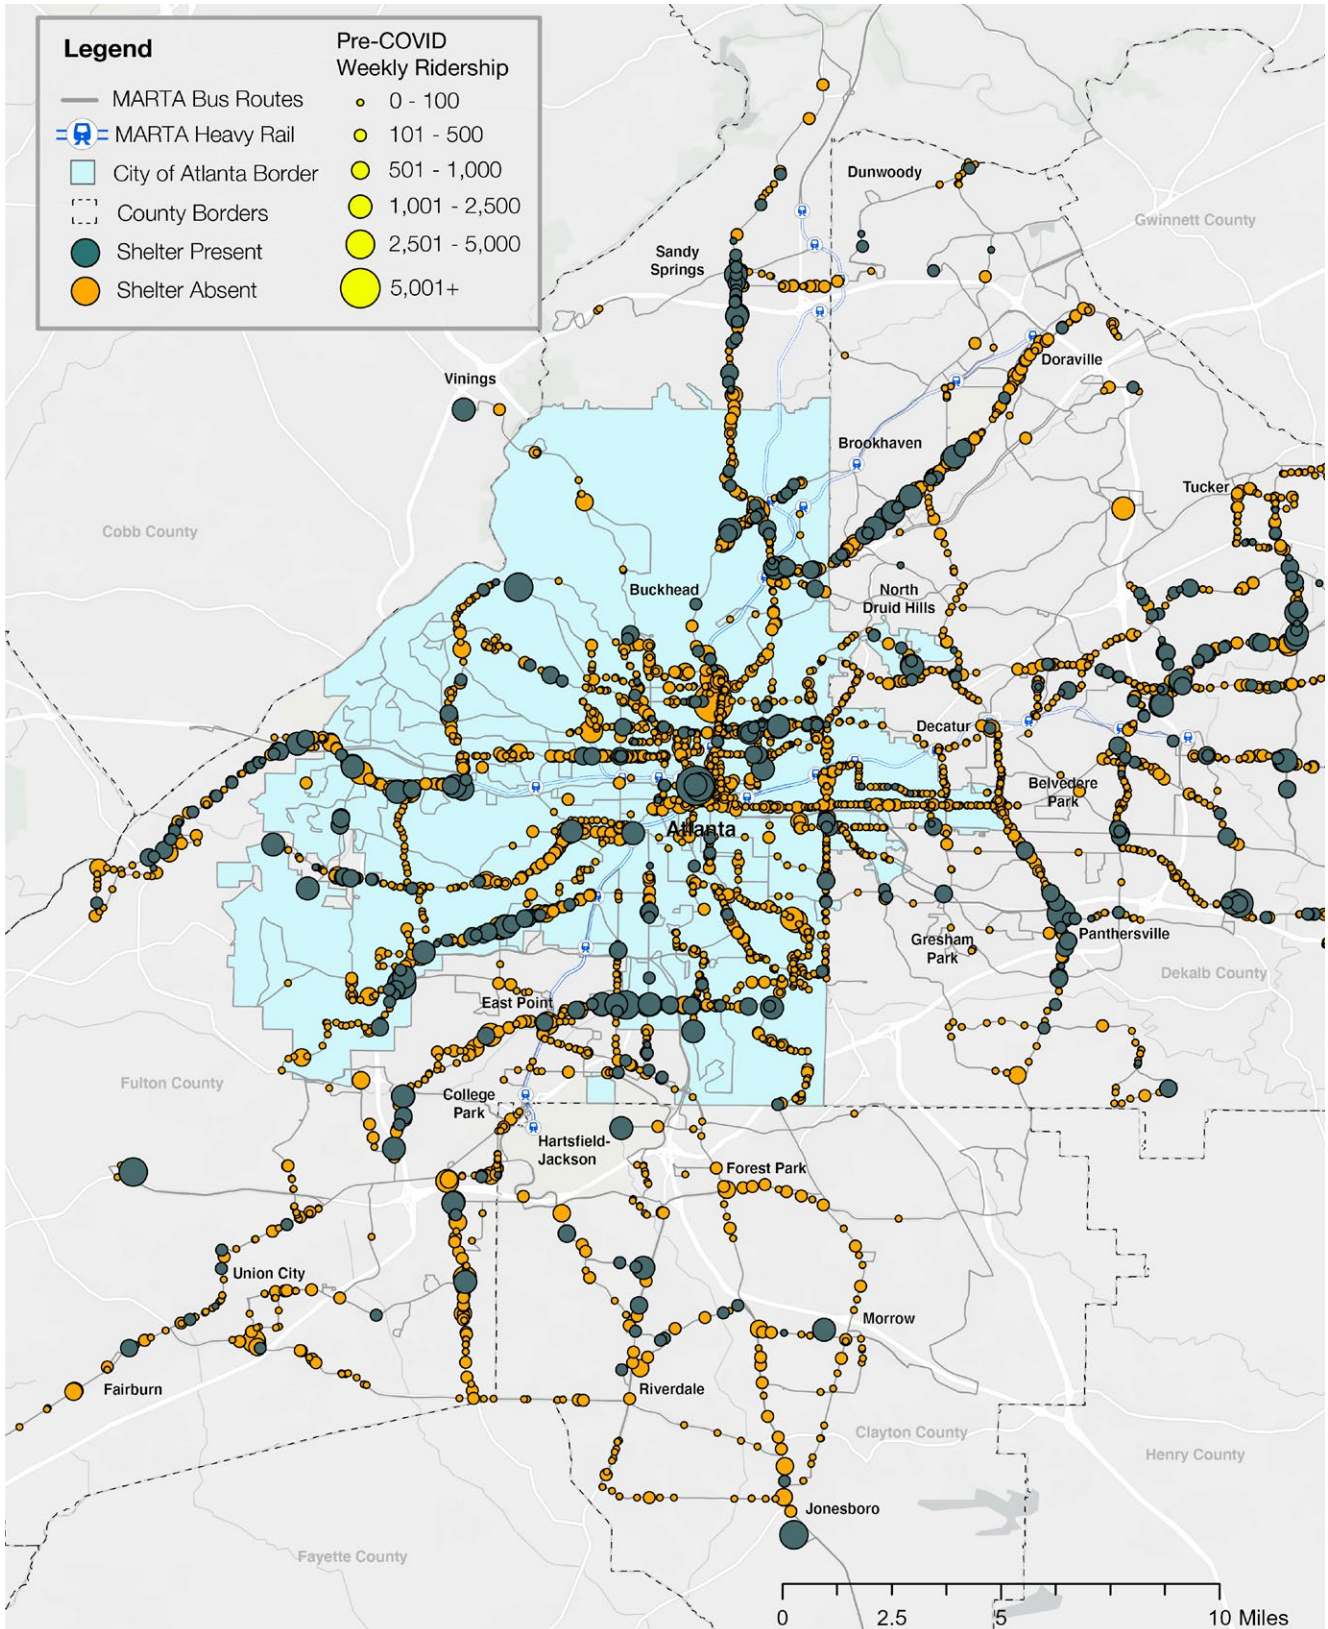 Legend
MARTA Bus Routes
MARTA Heavy Rail
City of Atlanta Border
County Borders
Shelter Present
Shelter Absent
Pre-COVID
Weekly Ridership
0 - 100
101 - 500
501 - 1,000
1,001 - 2,500
2,501 - 5,000
5,001+
Dunwoody
Gwinnett County
Sandy
Springs
Doraville
Vinings
Brookhaven
Tucker
Cobb County
Buckhead
North
Druid Hills
Decatur
Belvedere
Park
Atlanta
Gresham
Park
Panthersville
Dekalb County
East Point
Fulton County
College
Park
Hartsfield-
Jackson
Forest Park
Union City
Morrow
Fairburn
Riverdale
Clayton County
Henry County
Jonesboro
Fayette County
0 2.5 5 10 Miles